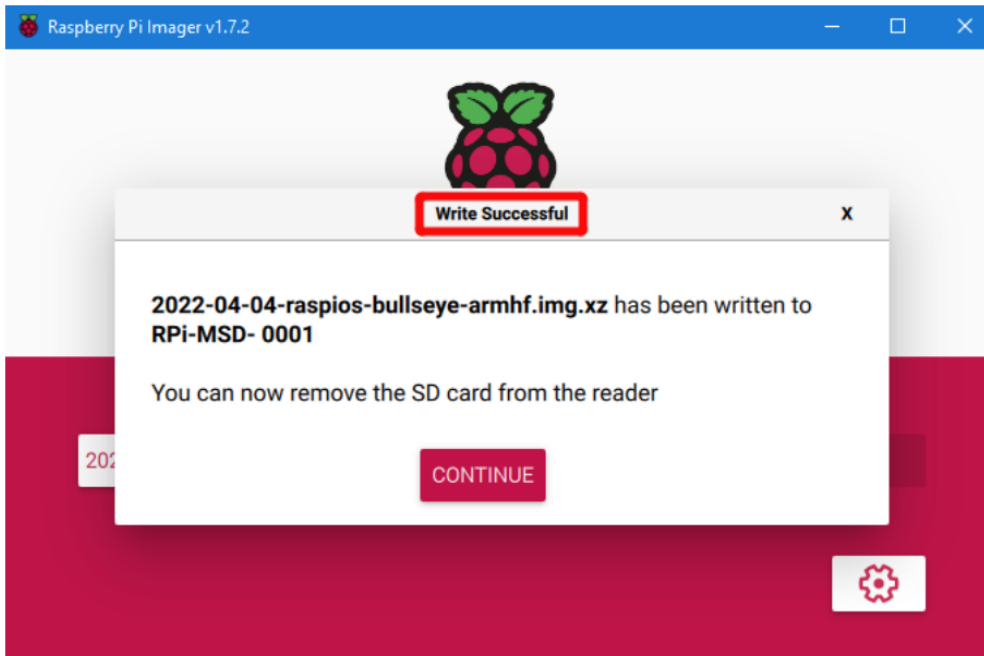 Raspberry Pi Imager v1.7.2
Write Successful
X
2022-04-04-raspios-bullseye-armhf.img.xz has been written to
RPi-MSD- 0001
You can now remove the SD card from the reader
202
CONTINUE